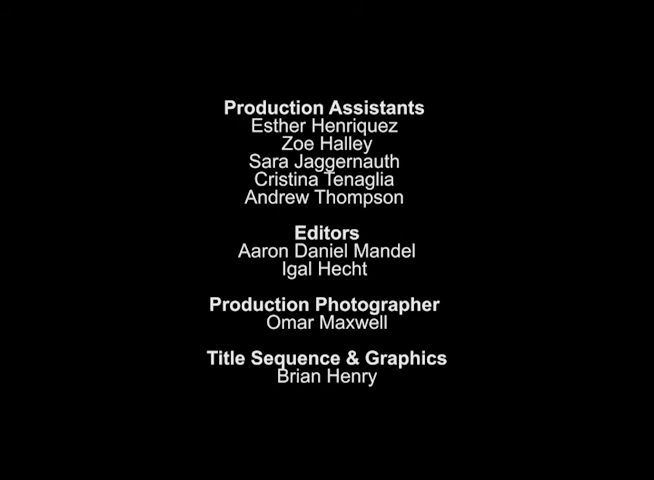 Production Assistants
Esther Henriquez
Zoe Halley
Sara Jaggernauth
Cristina Tenaglia
Andrew Thompson
Editors
Aaron Daniel Mandel
Igal Hecht
Production Photographer
Omar Maxwell
Title Sequence & Graphics
Brian Henry